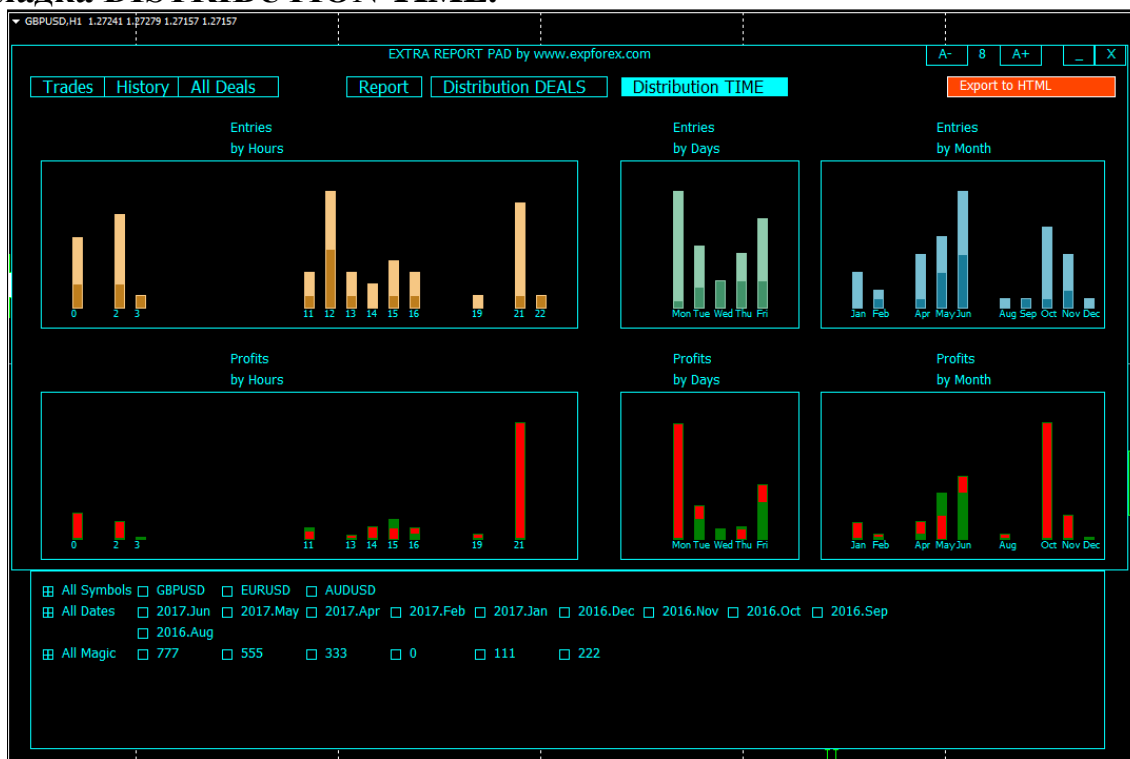 DISTRIBUTION TIME.
GBPUSD,H1 1.27241 1.27279 1.27157 1.27157
EXTRA REPORT PAD by www.expforex.com
A- 8 A+ _ X
Trades History All Deals Report Distribution DEALS Distribution TIME Export to HTML
Entries Entries Entries
by Hours by Days by Month
0 2 3 11 12 13 14 15 16 19 21 22 Mon Tue Wed Thu Fri Jan Feb Apr May Jun Aug Sep Oct Nov Dec
Profits Profits Profits
by Hours by Days by Month
0 2 3 11 13 14 15 16 19 21 Mon Tue Wed Thu Fri Jan Feb Apr May Jun Aug Oct Nov Dec
All Symbols GBPUSD EURUSD AUDUSD
All Dates 2017.Jun 2017.May 2017.Apr 2017.Feb 2017.Jan 2016.Dec 2016.Nov 2016.Oct 2016.Sep
2016.Aug
All Magic 777 555 333 0 111 222